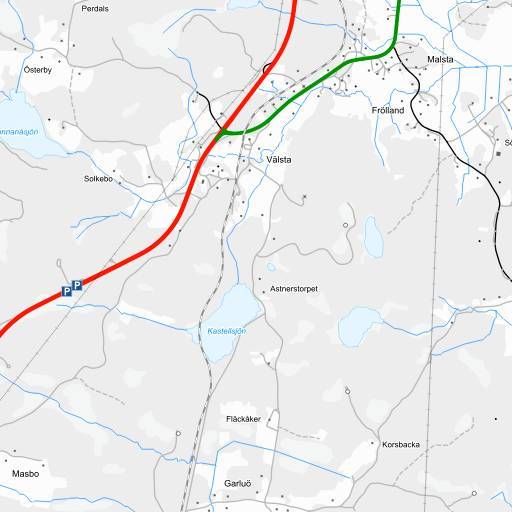 Perdals
Österby
Malsta
Frölland
Välsta
Solkebo
P
P
Astnerstorpet
Kastellsjön
Fläckåker
Korsbacka
Masbo
Garluö